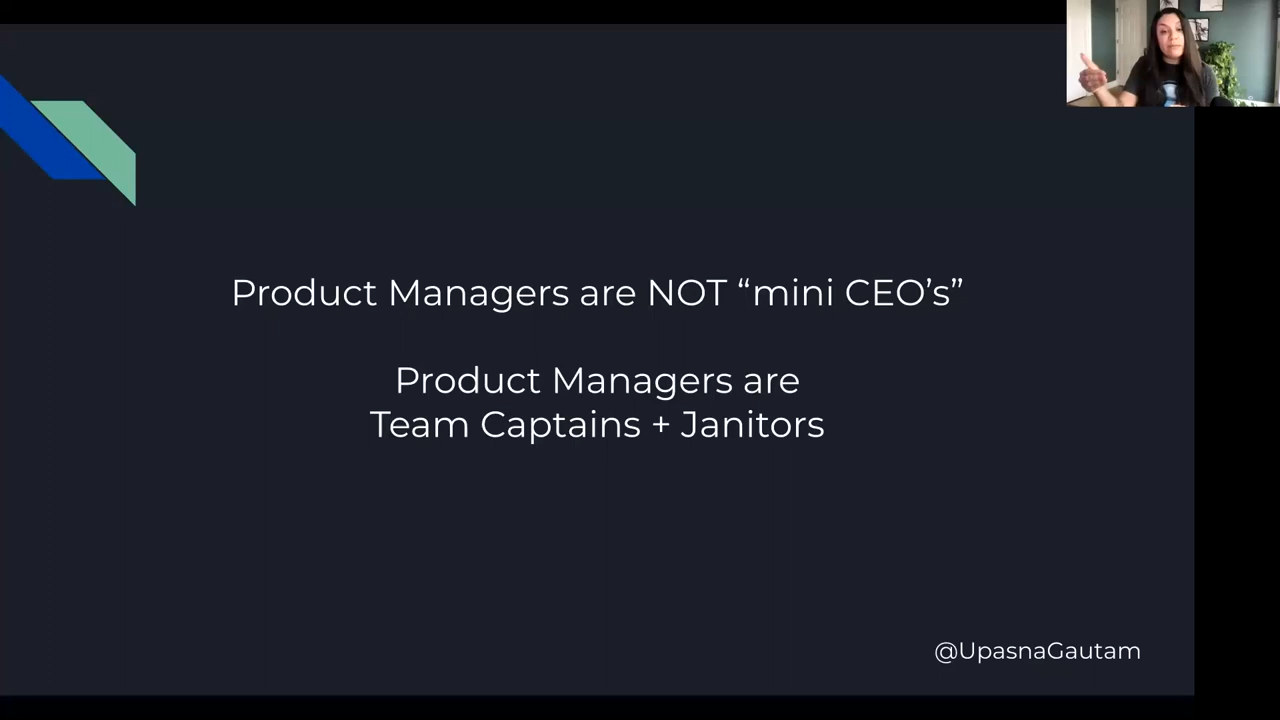 Product Managers are NOT “mini CEO’s”
Product Managers are
Team Captains + Janitors
@UpasnaGautam